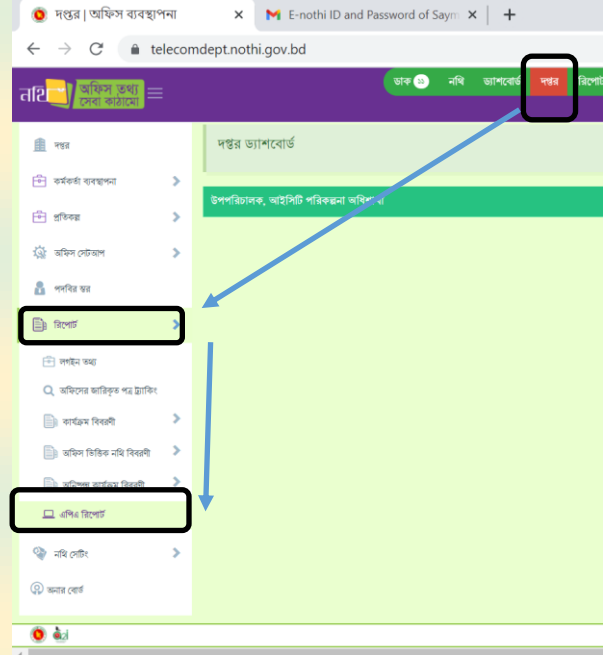 দপ্তর | অফিস ব্যবস্থাপনা
E-nothi ID and Password of Saym
telecomdept.nothi.gov.bd
নথি
অফিস তথ্য
সেবা কাঠামো
ডাক
নথি
ড্যাশবোর্ড
দপ্তর
রিপোর্ট
দপ্তর
দপ্তর ড্যাশবোর্ড
কর্মকর্তা ব্যবস্থাপনা
উপপরিচালক, আইসিটি পরিকল্পনা অধিশাখা
প্রতিকল্প
অফিস সেটআপ
পদবির স্তর
রিপোর্ট
লগইন তথ্য
অফিসের জারিকৃত পত্র ট্র্যাকিং
কার্যক্রম বিবরণী
অফিস ভিত্তিক নথি বিবরণী
অনিষ্পন্ন কার্যক্রম বিবরণী
এপিএ রিপোর্ট
নথি সেটিং
অনার বোর্ড